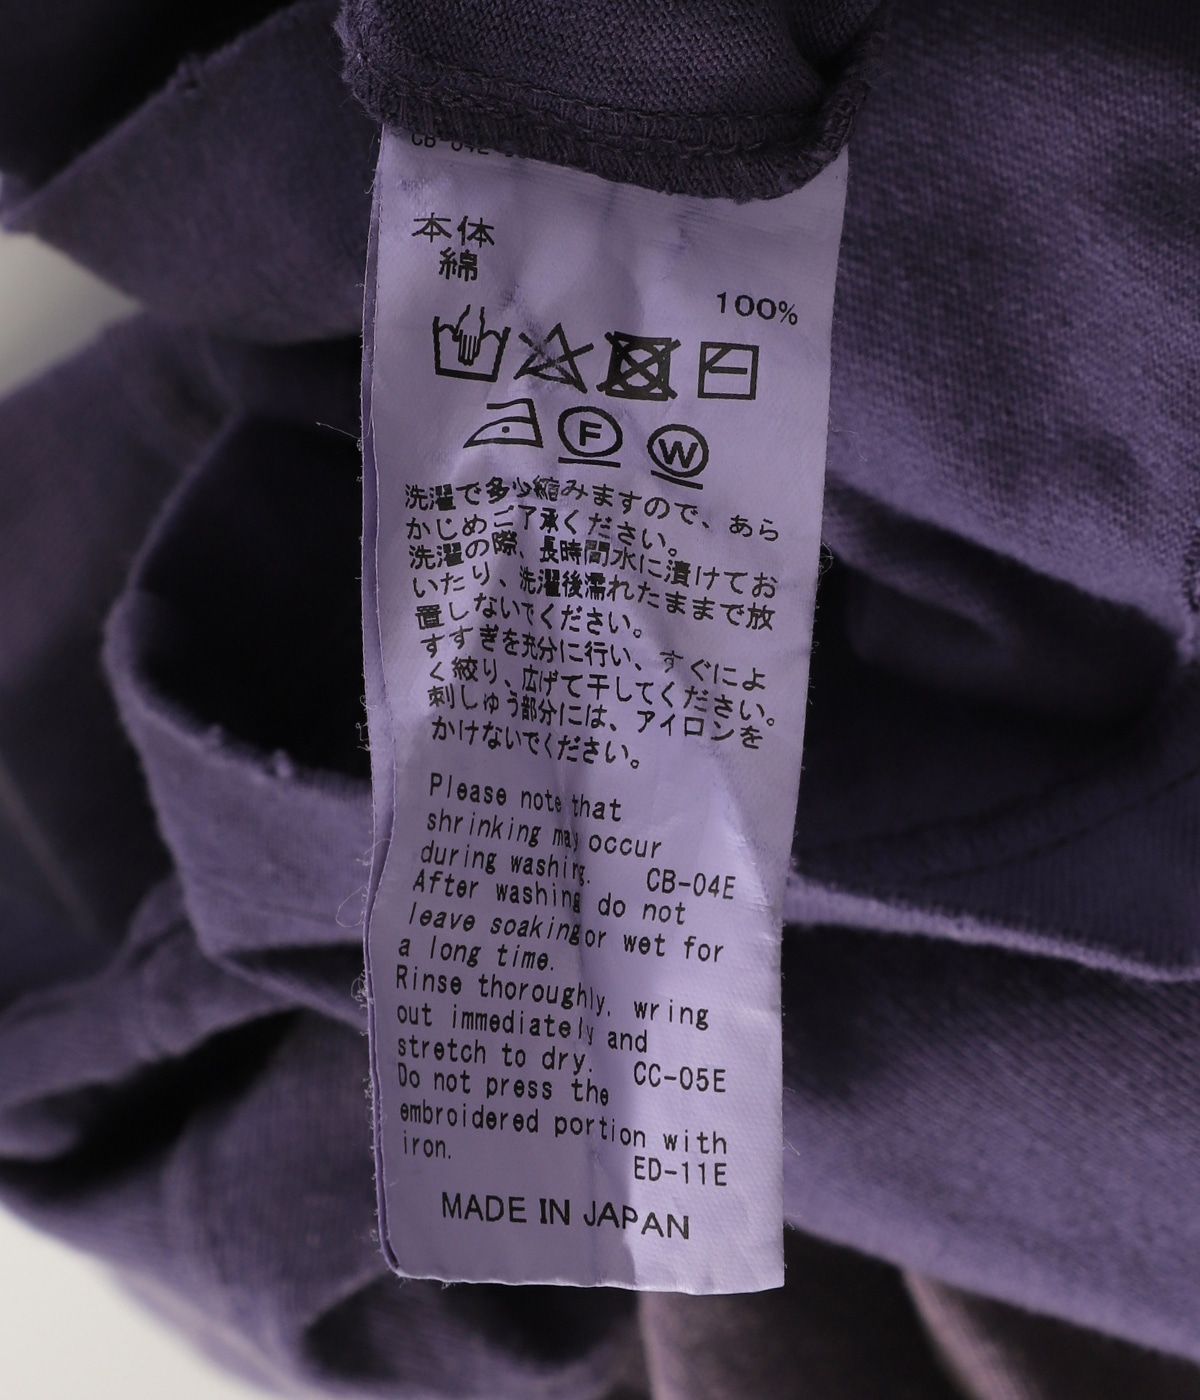 本体
綿
100%
F W
洗濯で多少縮みますので、あら
かじめご了承ください。
洗濯の際、長時間水に漬けてお
いたり、洗濯後濡れたままで放
置しないでください。
すすぎを充分に行い、すぐによ
く絞り、広げて干してください。
刺しゅう部分には、アイロンを
かけないでください。
Please note that
shrinking may occur
during washing. CB-04E
After washing do not
leave soaking or wet for
a long time.
Rinse thoroughly, wring
out immediately and
stretch to dry. CC-05E
Do not press the
embroidered portion with
iron. ED-11E
MADE IN JAPAN